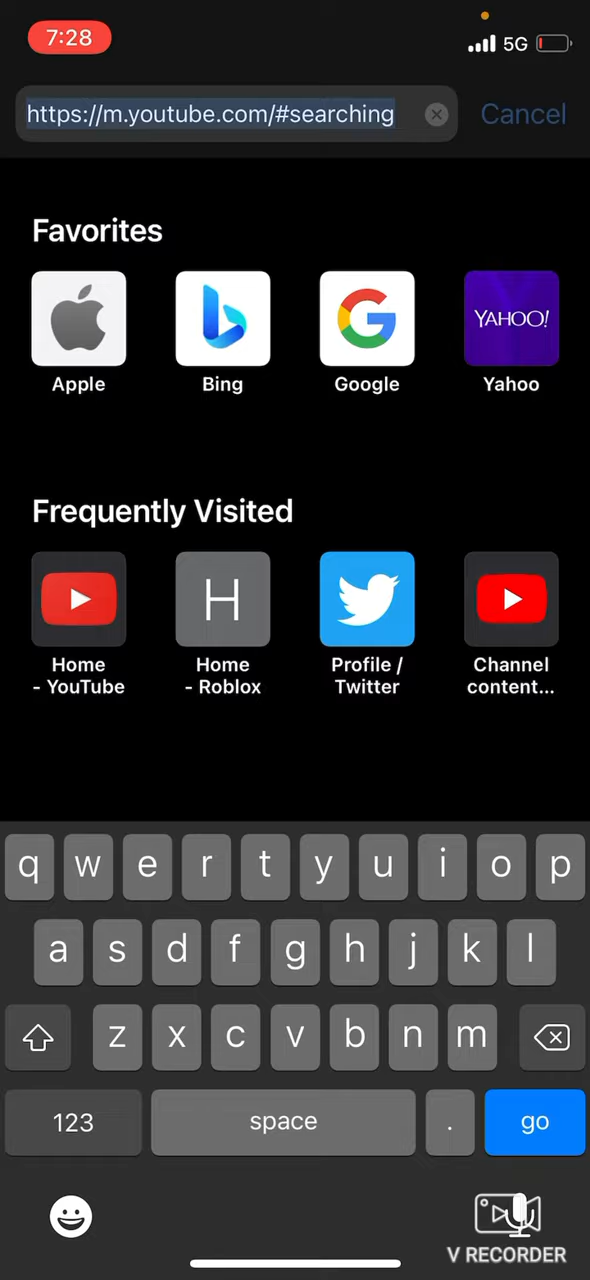 7:28
5G
https://m.youtube.com/#searching
Cancel
Favorites
YAHOO!
Apple
Bing
Google
Yahoo
Frequently Visited
H
Home
- YouTube
Home
- Roblox
Profile /
Twitter
Channel
content...
q w e r t y u i o p
a s d f g h j k l
z x c v b n m
123
space
.
go
V RECORDER